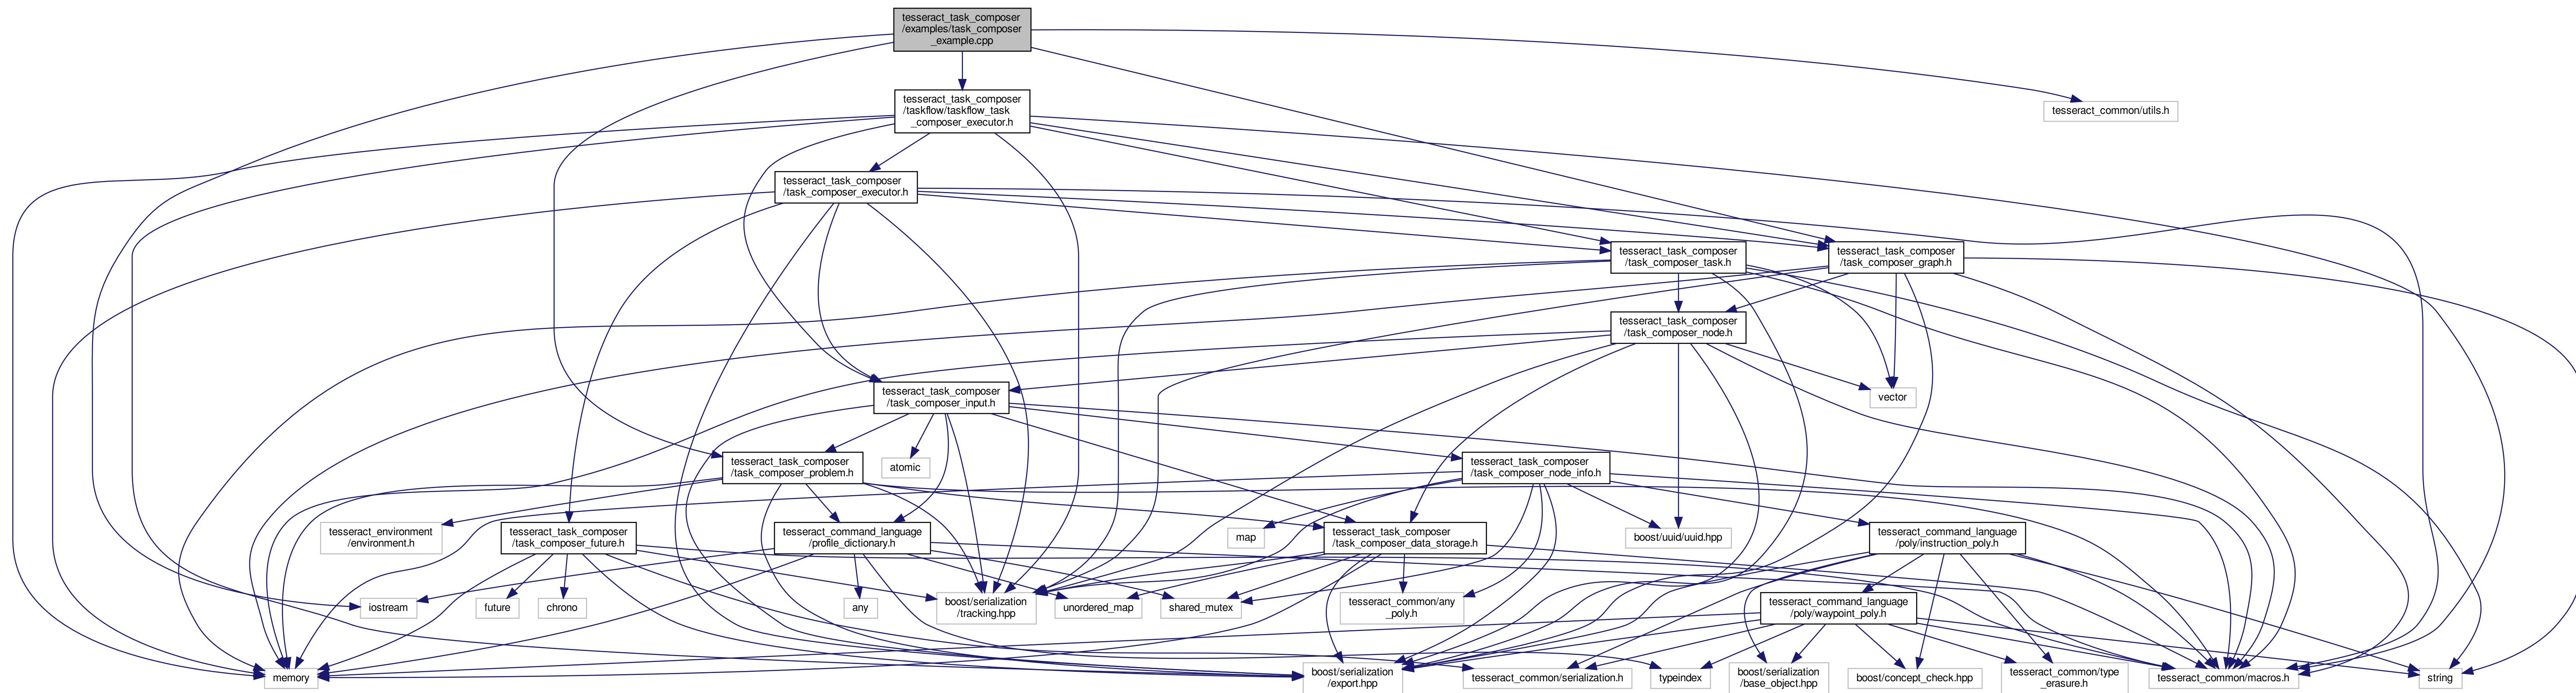 tesseract_task_composer
/examples/task_composer
_example.cpp
tesseract_task_composer
/taskflow/taskflow_task
_composer_executor.h
tesseract_common/utils.h
tesseract_task_composer
/task_composer_executor.h
tesseract_task_composer
/task_composer_task.h
tesseract_task_composer
/task_composer_graph.h
tesseract_task_composer
/task_composer_node.h
tesseract_task_composer
/task_composer_input.h
vector
tesseract_task_composer
/task_composer_problem.h
atomic
tesseract_task_composer
/task_composer_node_info.h
tesseract_environment
/environment.h
tesseract_task_composer
/task_composer_future.h
tesseract_command_language
/profile_dictionary.h
map
tesseract_task_composer
/task_composer_data_storage.h
boost/uuid/uuid.hpp
tesseract_command_language
/poly/instruction_poly.h
iostream
future
chrono
any
boost/serialization
/tracking.hpp
unordered_map
shared_mutex
tesseract_common/any
_poly.h
tesseract_command_language
/poly/waypoint_poly.h
memory
boost/serialization
/export.hpp
tesseract_common/serialization.h
typeindex
boost/serialization
/base_object.hpp
boost/concept_check.hpp
tesseract_common/type
_erasure.h
tesseract_common/macros.h
string